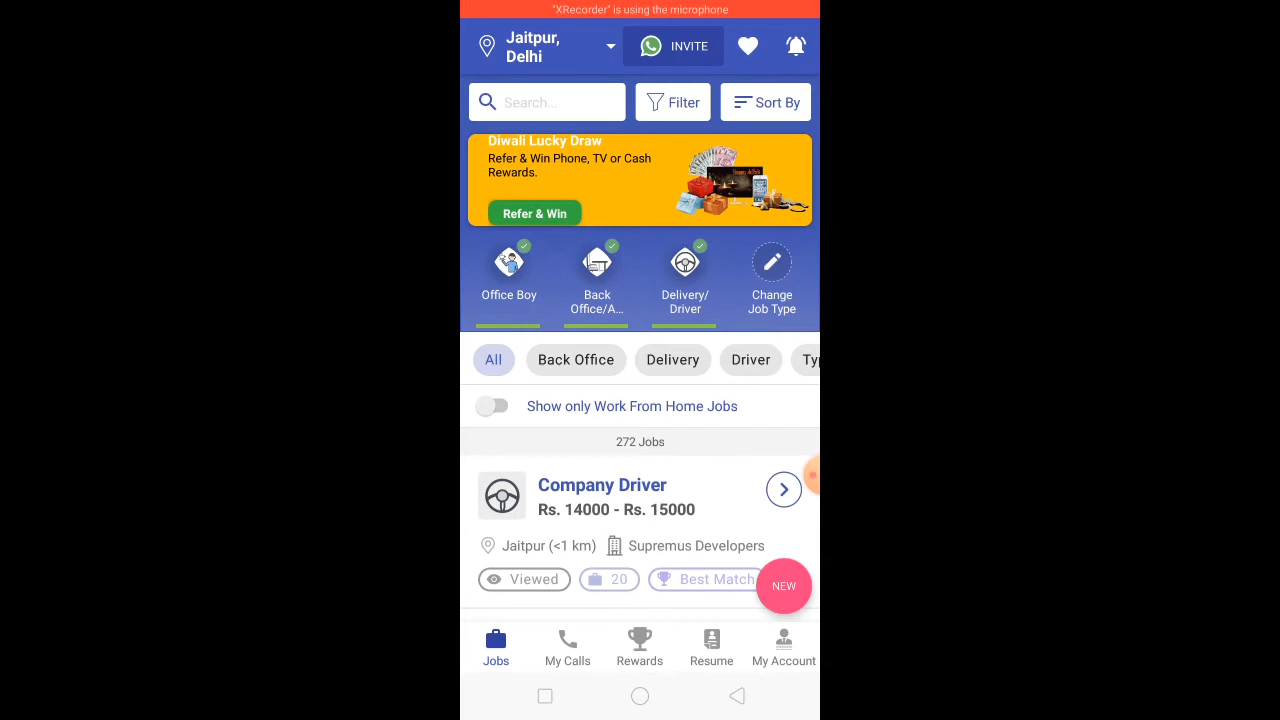 "XRecorder" is using the microphone
Jaitpur,
Delhi
INVITE
Search...
Filter
Sort By
Diwali Lucky Draw
Refer & Win Phone, TV or Cash
Rewards.
Refer & Win
Office Boy
Back
Office/A...
Delivery/
Driver
Change
Job Type
All
Back Office
Delivery
Driver
Ty
Show only Work From Home Jobs
272 Jobs
Company Driver
Rs. 14000 - Rs. 15000
Jaitpur (<1 km)
Supremus Developers
Viewed
20
Best Match
NEW
Jobs
My Calls
Rewards
Resume
My Account